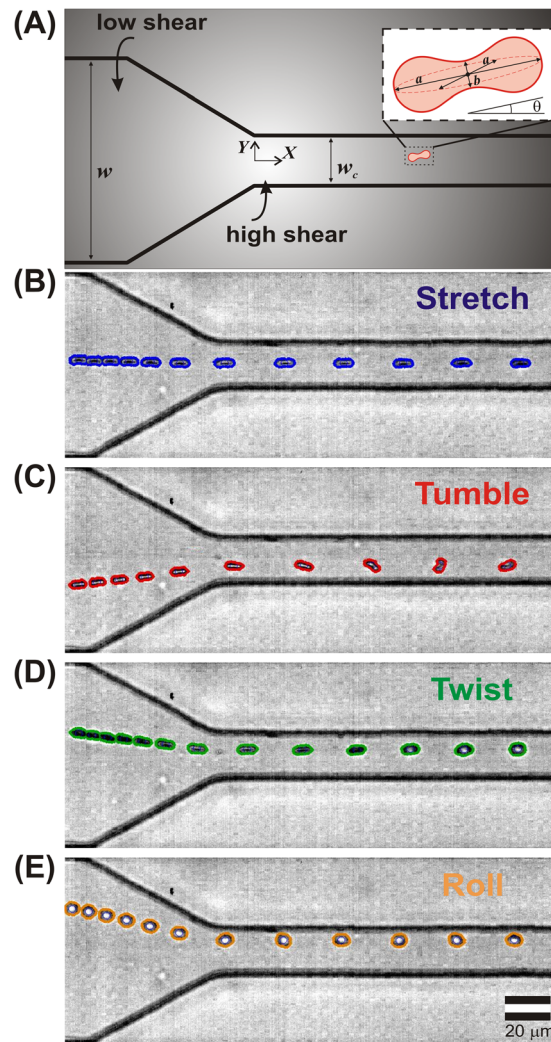 (A)
low shear
a
a
b
θ
Y
X
w
w_c
high shear
(B)
Stretch
(C)
Tumble
(D)
Twist
(E)
Roll
20 μm